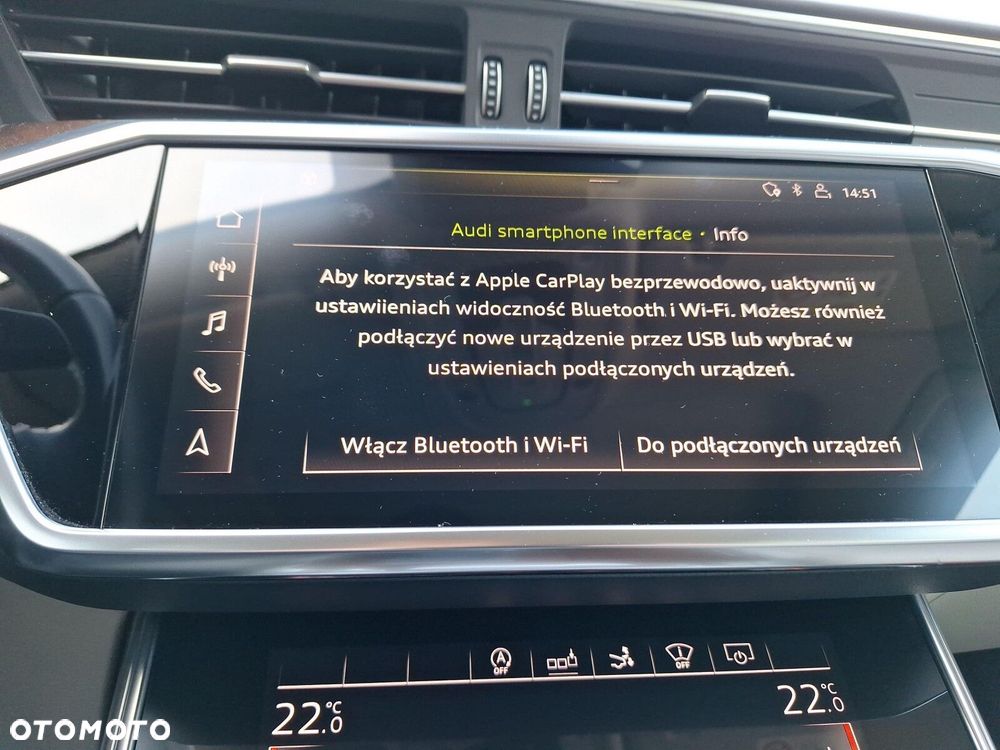 14:51
Audi smartphone interface • Info
Aby korzystać z Apple CarPlay bezprzewodowo, uaktywnij w
ustawiieniach widoczność Bluetooth i Wi-Fi. Możesz również
podłączyć nowe urządzenie przez USB lub wybrać w
ustawieniach podłączonych urządzeń.
Włącz Bluetooth i Wi-Fi Do podłączonych urządzeń
A OFF OFF
22.0 °C 22.0 °C
OTOMOTO